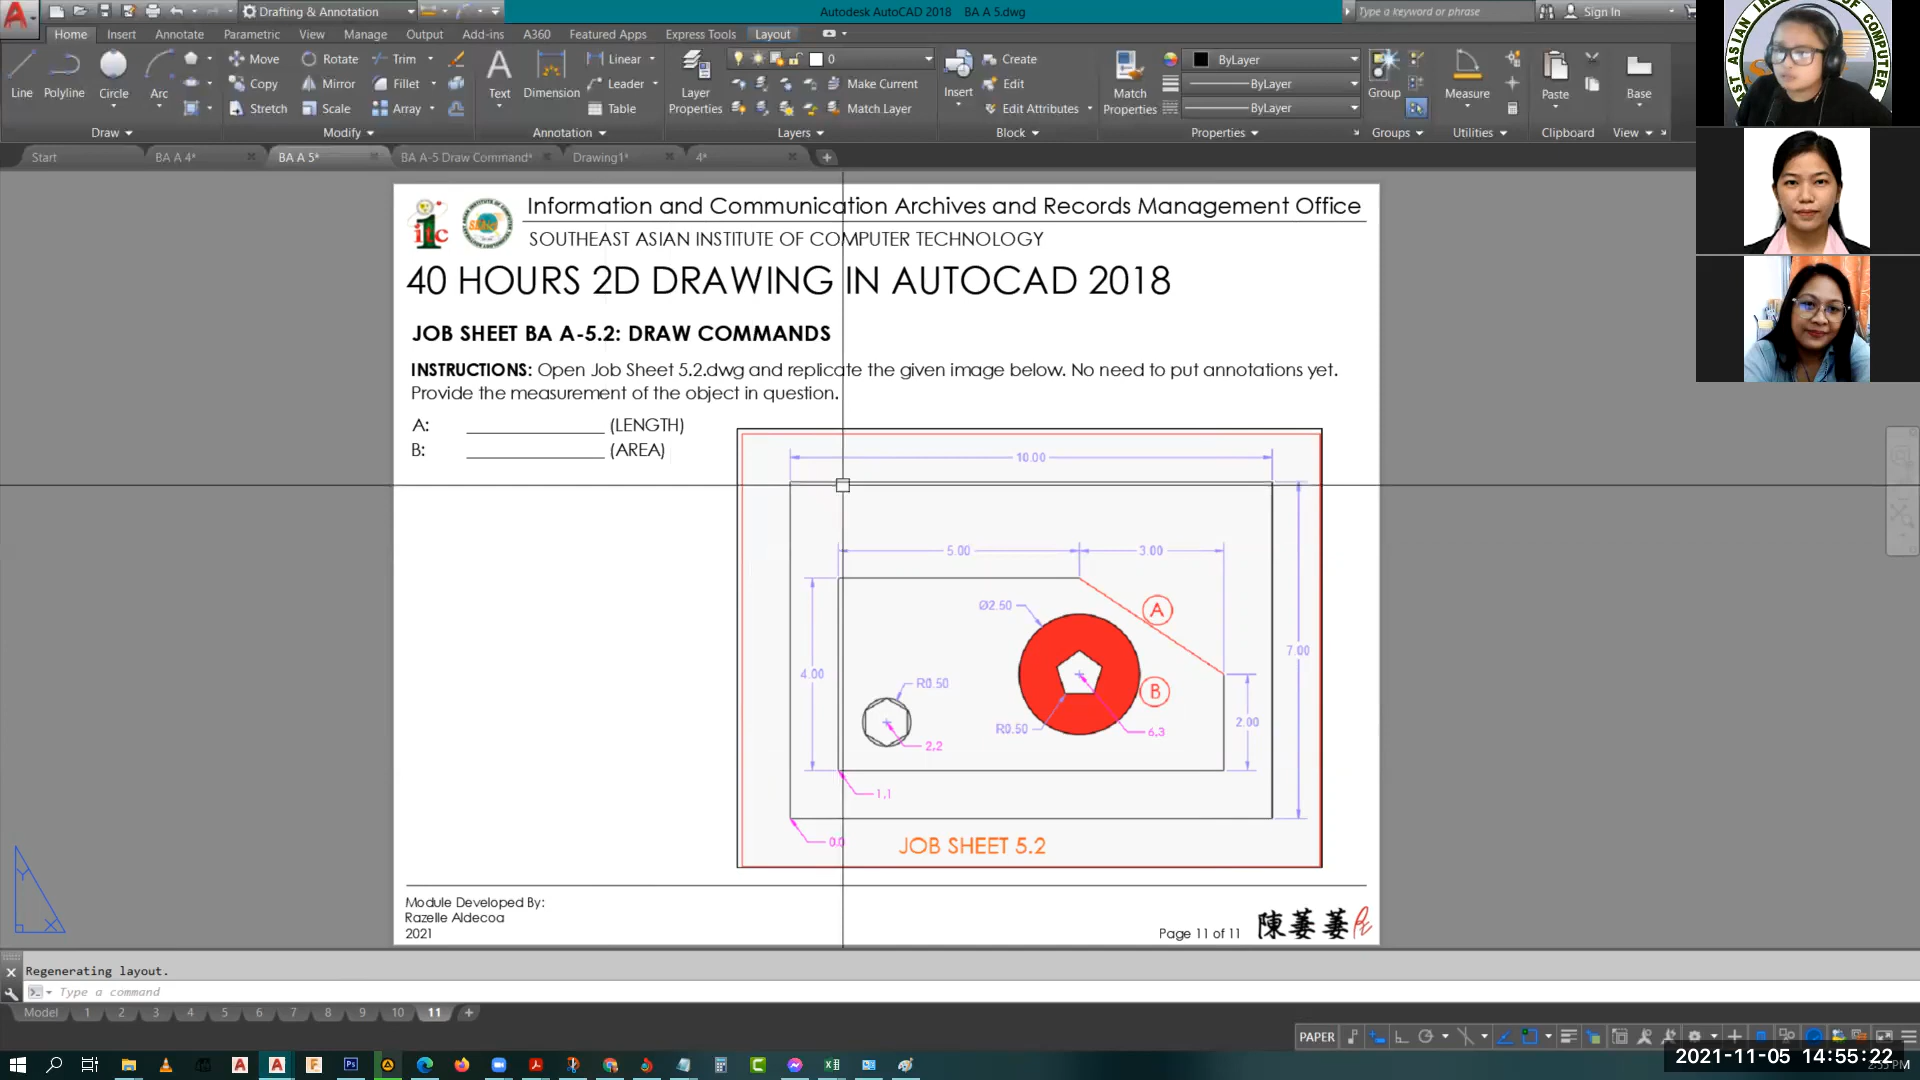 Drafting & Annotation
Autodesk AutoCAD 2018 BA A 5.dwg
Type a keyword or phrase
Sign In
Home Insert Annotate Parametric View Manage Output Add-ins A360 Featured Apps Express Tools Layout
Line Polyline Circle Arc
Move Rotate Trim
Copy Mirror Fillet
Stretch Scale Array
Text Dimension
Linear
Leader
Table
Layer Properties
0
Make Current
Match Layer
Insert
Create
Edit
Edit Attributes
Match Properties
ByLayer
ByLayer
ByLayer
Group
Measure
Paste
Base
Draw Modify Annotation Layers Block Properties Groups Utilities Clipboard View
Start BA A 4* BA A 5* BA A-5 Draw Command* Drawing1* 4*
Information and Communication Archives and Records Management Office
SOUTHEAST ASIAN INSTITUTE OF COMPUTER TECHNOLOGY
40 HOURS 2D DRAWING IN AUTOCAD 2018
JOB SHEET BA A-5.2: DRAW COMMANDS
INSTRUCTIONS: Open Job Sheet 5.2.dwg and replicate the given image below. No need to put annotations yet.
Provide the measurement of the object in question.
A: ______________ (LENGTH)
B: ______________ (AREA)
10.00
5.00 3.00
Ø2.50
A
7.00
4.00
R0.50
B
2.00
R0.50
6,3
2,2
1,1
0,0
JOB SHEET 5.2
Module Developed By:
Razelle Aldecoa
2021
Page 11 of 11
陳萎萎
Y
X
Regenerating layout.
Type a command
Model 1 2 3 4 5 6 7 8 9 10 11
PAPER
2021-11-05 14:55:22